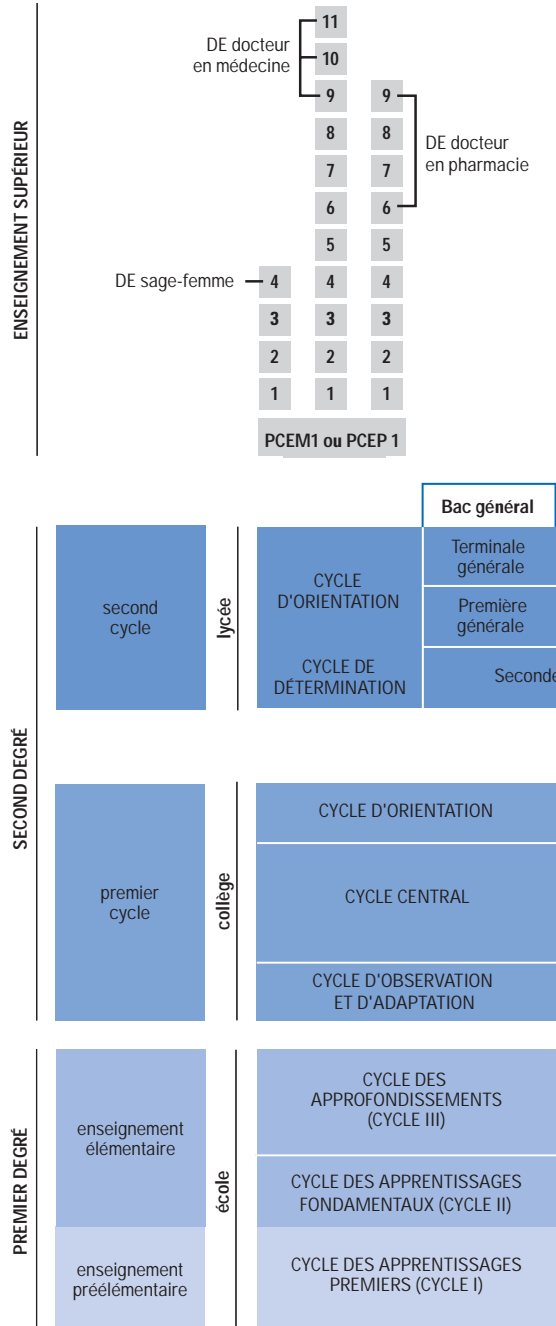 ENSEIGNEMENT SUPÉRIEUR
11
DE docteur
en médecine
10
9 9
8 8
DE docteur
en pharmacie
7 7
6 6
5 5
DE sage-femme
4 4 4
3 3 3
2 2 2
1 1 1
PCEM1 ou PCEP 1
SECOND DEGRÉ
Bac général
second
cycle
lycée
CYCLE
D'ORIENTATION
Terminale
générale
Première
générale
CYCLE DE
DÉTERMINATION
Seconde
premier
cycle
collège
CYCLE D'ORIENTATION
CYCLE CENTRAL
CYCLE D'OBSERVATION
ET D'ADAPTATION
PREMIER DEGRÉ
enseignement
élémentaire
école
CYCLE DES
APPROFONDISSEMENTS
(CYCLE III)
CYCLE DES APPRENTISSAGES
FONDAMENTAUX (CYCLE II)
enseignement
préélémentaire
CYCLE DES APPRENTISSAGES
PREMIERS (CYCLE I)